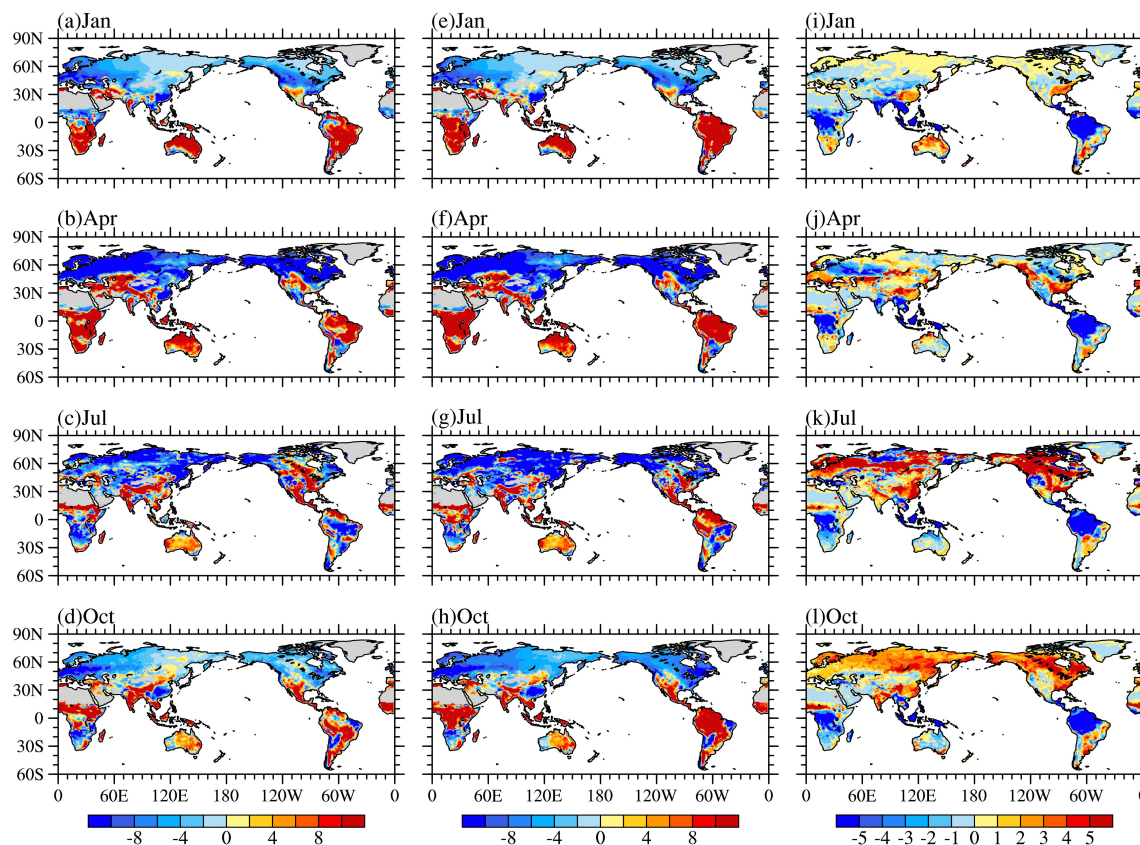 (a)Jan
(e)Jan
(i)Jan
90N
60N
30N
0
30S
60S
(b)Apr
(f)Apr
(j)Apr
90N
60N
30N
0
30S
60S
(c)Jul
(g)Jul
(k)Jul
90N
60N
30N
0
30S
60S
(d)Oct
(h)Oct
(l)Oct
90N
60N
30N
0
30S
60S
0 60E 120E 180 120W 60W 0 60E 120E 180 120W 60W 0 60E 120E 180 120W 60W 0
-8 -4 0 4 8 -8 -4 0 4 8 -5 -4 -3 -2 -1 0 1 2 3 4 5